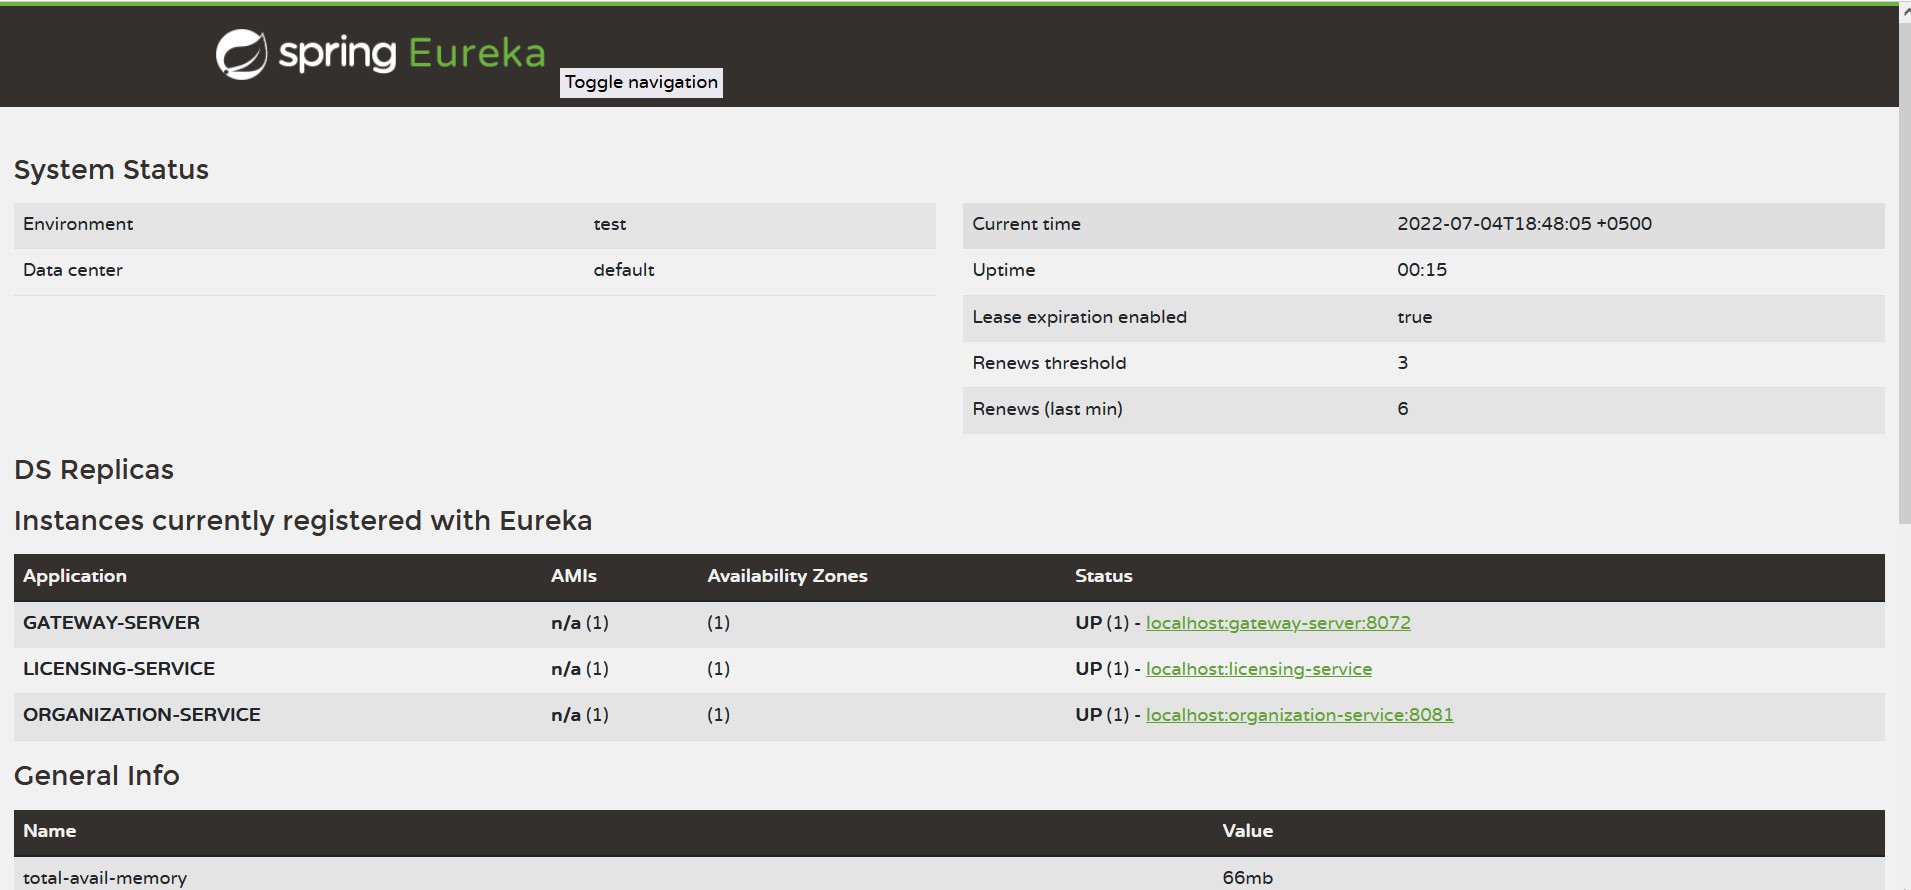 spring Eureka
Toggle navigation
System Status
Environment test
Data center default
Current time 2022-07-04T18:48:05 +0500
Uptime 00:15
Lease expiration enabled true
Renews threshold 3
Renews (last min) 6
DS Replicas
Instances currently registered with Eureka
Application AMIs Availability Zones Status
GATEWAY-SERVER n/a (1) (1) UP (1) - localhost:gateway-server:8072
LICENSING-SERVICE n/a (1) (1) UP (1) - localhost:licensing-service
ORGANIZATION-SERVICE n/a (1) (1) UP (1) - localhost:organization-service:8081
General Info
Name Value
total-avail-memory 66mb